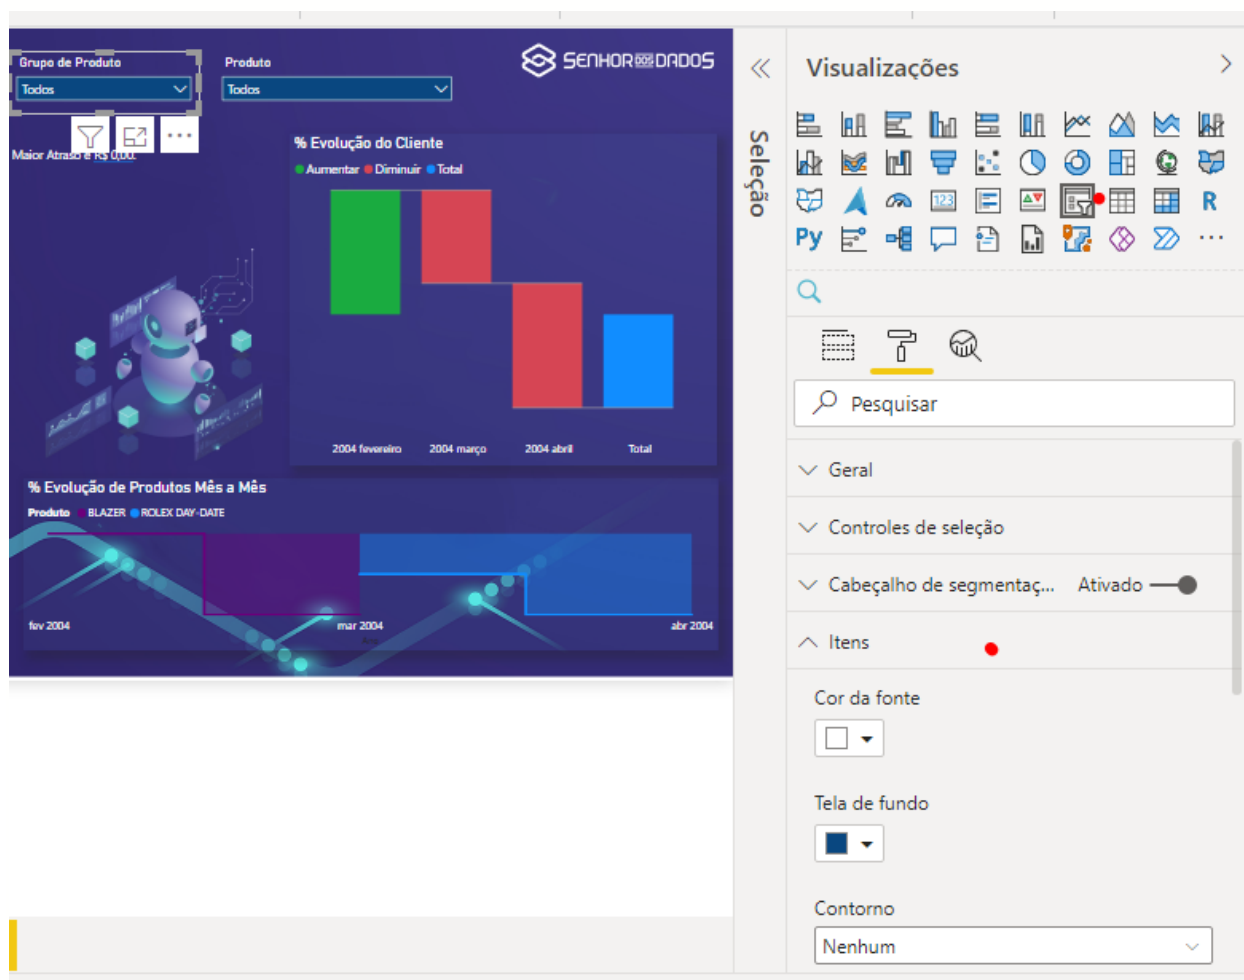 Grupo de Produto
Todos
Produto
Todos
SENHOR DOS DADOS
Maior Atraso é R$ 0,00.
% Evolução do Cliente
Aumentar Diminuir Total
2004 fevereiro 2004 março 2004 abril Total
% Evolução de Produtos Mês a Mês
Produto BLAZER ROLEX DAY-DATE
fev 2004 mar 2004 abr 2004
Ano
Seleção
Visualizações
123
R
Py
Pesquisar
Geral
Controles de seleção
Cabeçalho de segmentaç... Ativado
Itens
Cor da fonte
Tela de fundo
Contorno
Nenhum